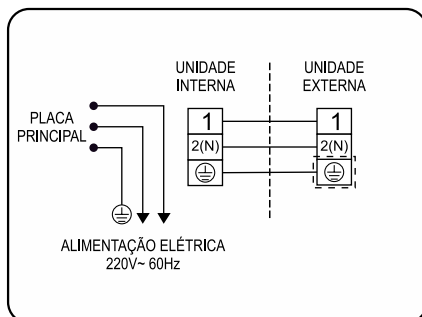 UNIDADE
INTERNA
UNIDADE
EXTERNA
PLACA
PRINCIPAL
1
2(N)
1
2(N)
ALIMENTAÇÃO ELÉTRICA
220V~ 60Hz